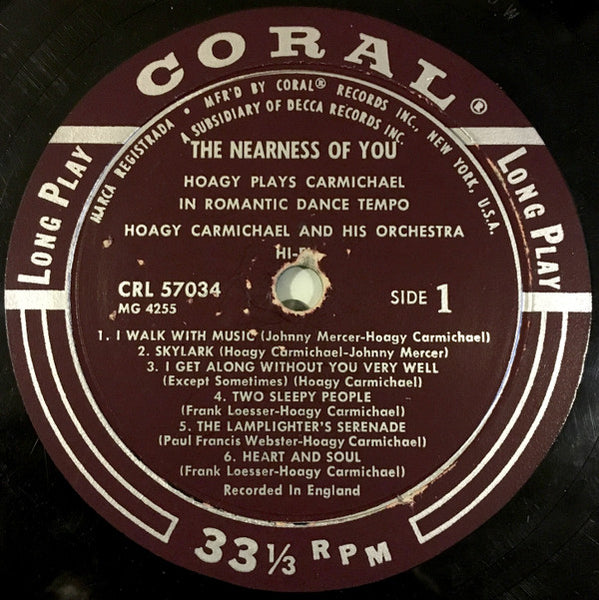 CORAL®
MARCA REGISTRADA • MFR'D BY CORAL® RECORDS INC., NEW YORK, U.S.A.
A SUBSIDIARY OF DECCA RECORDS INC.
LONG PLAY
LONG PLAY
THE NEARNESS OF YOU
HOAGY PLAYS CARMICHAEL
IN ROMANTIC DANCE TEMPO
HOAGY CARMICHAEL AND HIS ORCHESTRA
CRL 57034
MG 4255
SIDE 1
1. I WALK WITH MUSIC (Johnny Mercer-Hoagy Carmichael)
2. SKYLARK (Hoagy Carmichael-Johnny Mercer)
3. I GET ALONG WITHOUT YOU VERY WELL
(Except Sometimes) (Hoagy Carmichael)
4. TWO SLEEPY PEOPLE
(Frank Loesser-Hoagy Carmichael)
5. THE LAMPLIGHTER'S SERENADE
(Paul Francis Webster-Hoagy Carmichael)
6. HEART AND SOUL
(Frank Loesser-Hoagy Carmichael)
Recorded In England
33 1/3 RPM